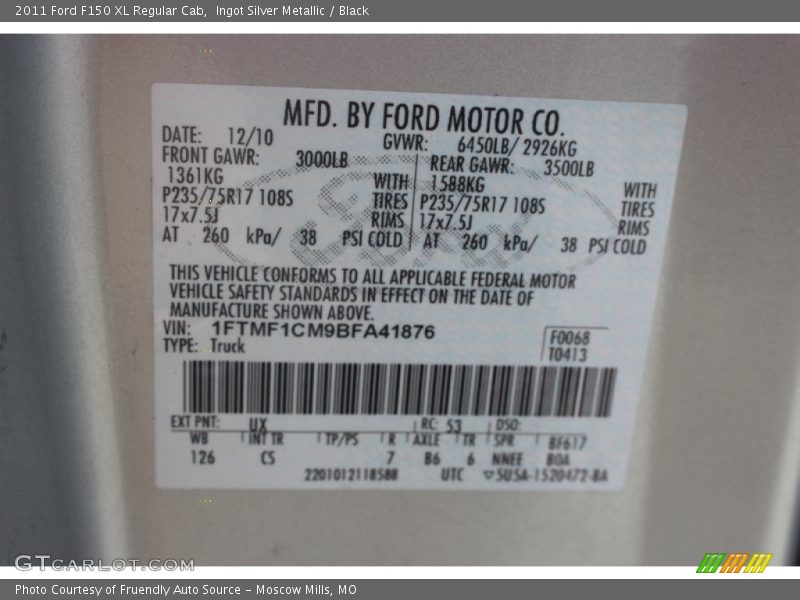 2011 Ford F150 XL Regular Cab,  Ingot Silver Metallic / Black
MFD. BY FORD MOTOR CO.
DATE: 12/10 GVWR: 6450LB/ 2926KG
FRONT GAWR: 3000LB REAR GAWR: 3500LB
1361KG WITH 1588KG WITH
P235/75R17 108S TIRES P235/75R17 108S TIRES
17x7.5J RIMS 17x7.5J RIMS
AT 260 kPa/ 38 PSI COLD AT 260 kPa/ 38 PSI COLD
THIS VEHICLE CONFORMS TO ALL APPLICABLE FEDERAL MOTOR
VEHICLE SAFETY STANDARDS IN EFFECT ON THE DATE OF
MANUFACTURE SHOWN ABOVE.
VIN: 1FTMF1CM9BFA41876 F0068
TYPE: Truck T0413
EXT PNT: UX RC: 53 DSO:
WB INT TR TP/PS R AXLE TR SPR BF617
126 CS 7 B6 6 NNEE BOA
2201012118588 UTC ▽5U5A-1520472-BA
GTCARLOT.COM
Photo Courtesy of Fruendly Auto Source – Moscow Mills, MO